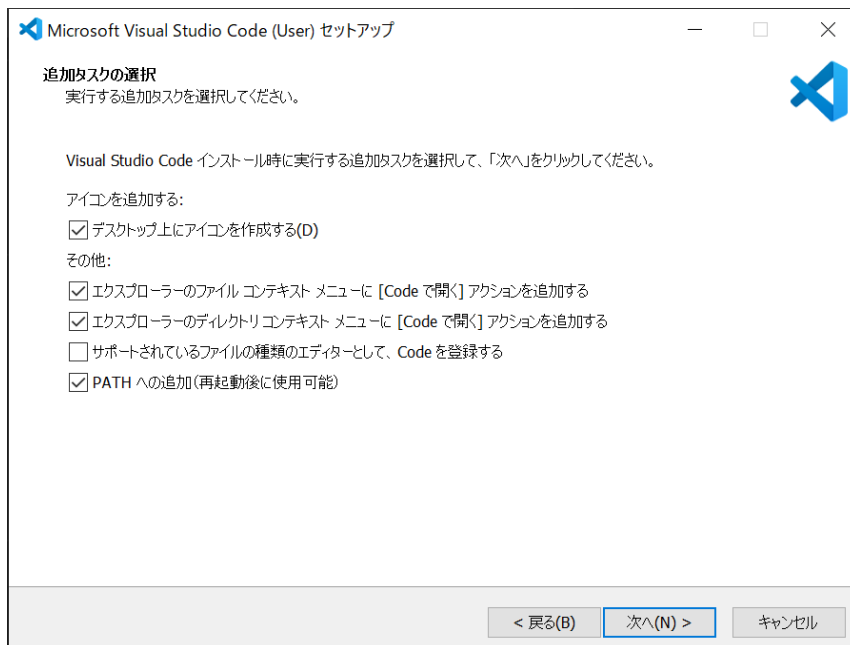 Microsoft Visual Studio Code (User) セットアップ
追加タスクの選択
実行する追加タスクを選択してください。
Visual Studio Code インストール時に実行する追加タスクを選択して、「次へ」をクリックしてください。
アイコンを追加する:
デスクトップ上にアイコンを作成する(D)
その他:
エクスプローラーのファイル コンテキスト メニューに [Code で開く] アクションを追加する
エクスプローラーのディレクトリ コンテキスト メニューに [Code で開く] アクションを追加する
サポートされているファイルの種類のエディターとして、Code を登録する
PATH への追加(再起動後に使用可能)
< 戻る(B) 次へ(N) > キャンセル